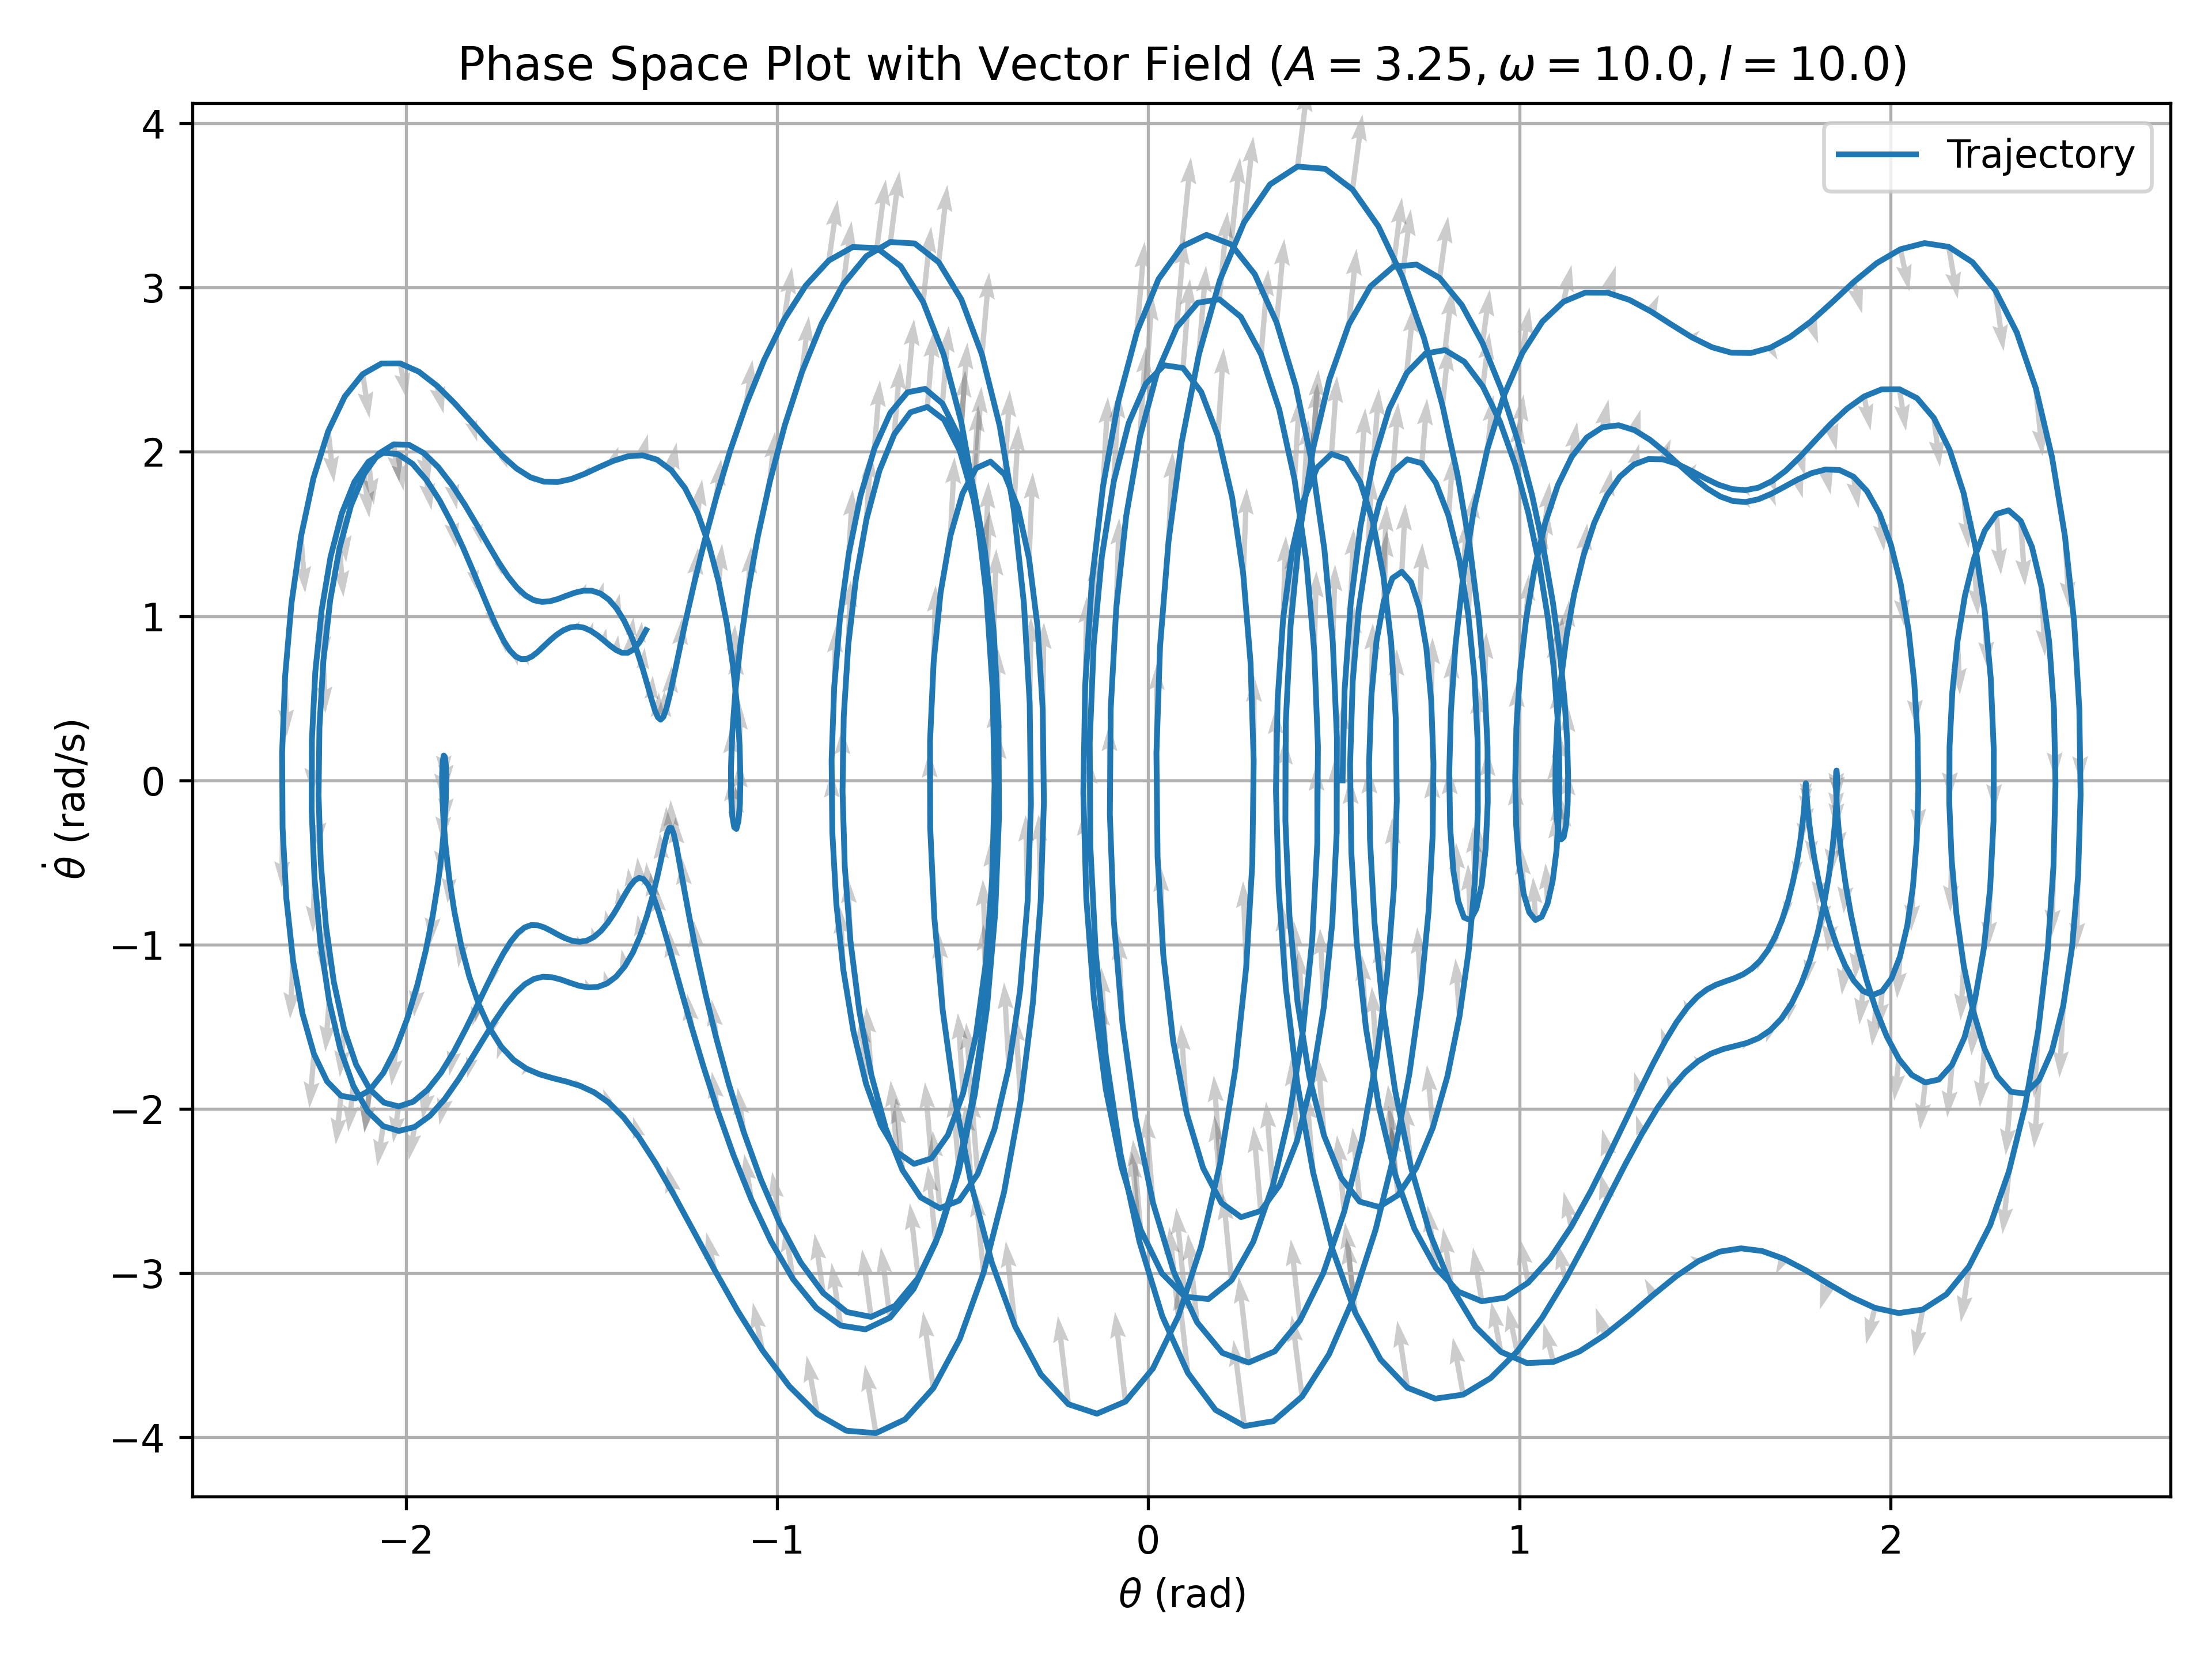 Phase Space Plot with Vector Field (A = 3.25, ω = 10.0, l = 10.0)
Trajectory
4
3
2
1
0
−1
−2
−3
−4
θ̇ (rad/s)
−2 −1 0 1 2
θ (rad)